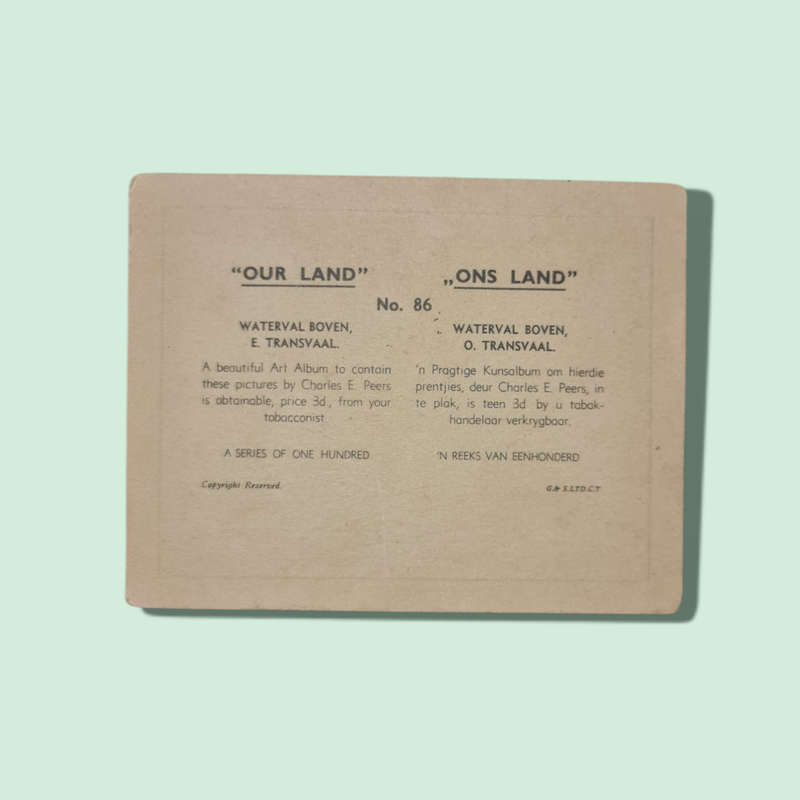 "OUR LAND"
„ONS LAND”
No. 86
WATERVAL BOVEN,
E. TRANSVAAL.
A beautiful Art Album to contain
these pictures by Charles E. Peers
is obtainable, price 3d., from your
tobacconist
A SERIES OF ONE HUNDRED
Copyright Reserved.
WATERVAL BOVEN,
O. TRANSVAAL.
'n Pragtige Kunsalbum om hierdie
prentjies, deur Charles E. Peers, in
te plak, is teen 3d. by u tabak-
handelaar verkrygbaar.
'N REEKS VAN EENHONDERD
G.& S.LTD.C.T